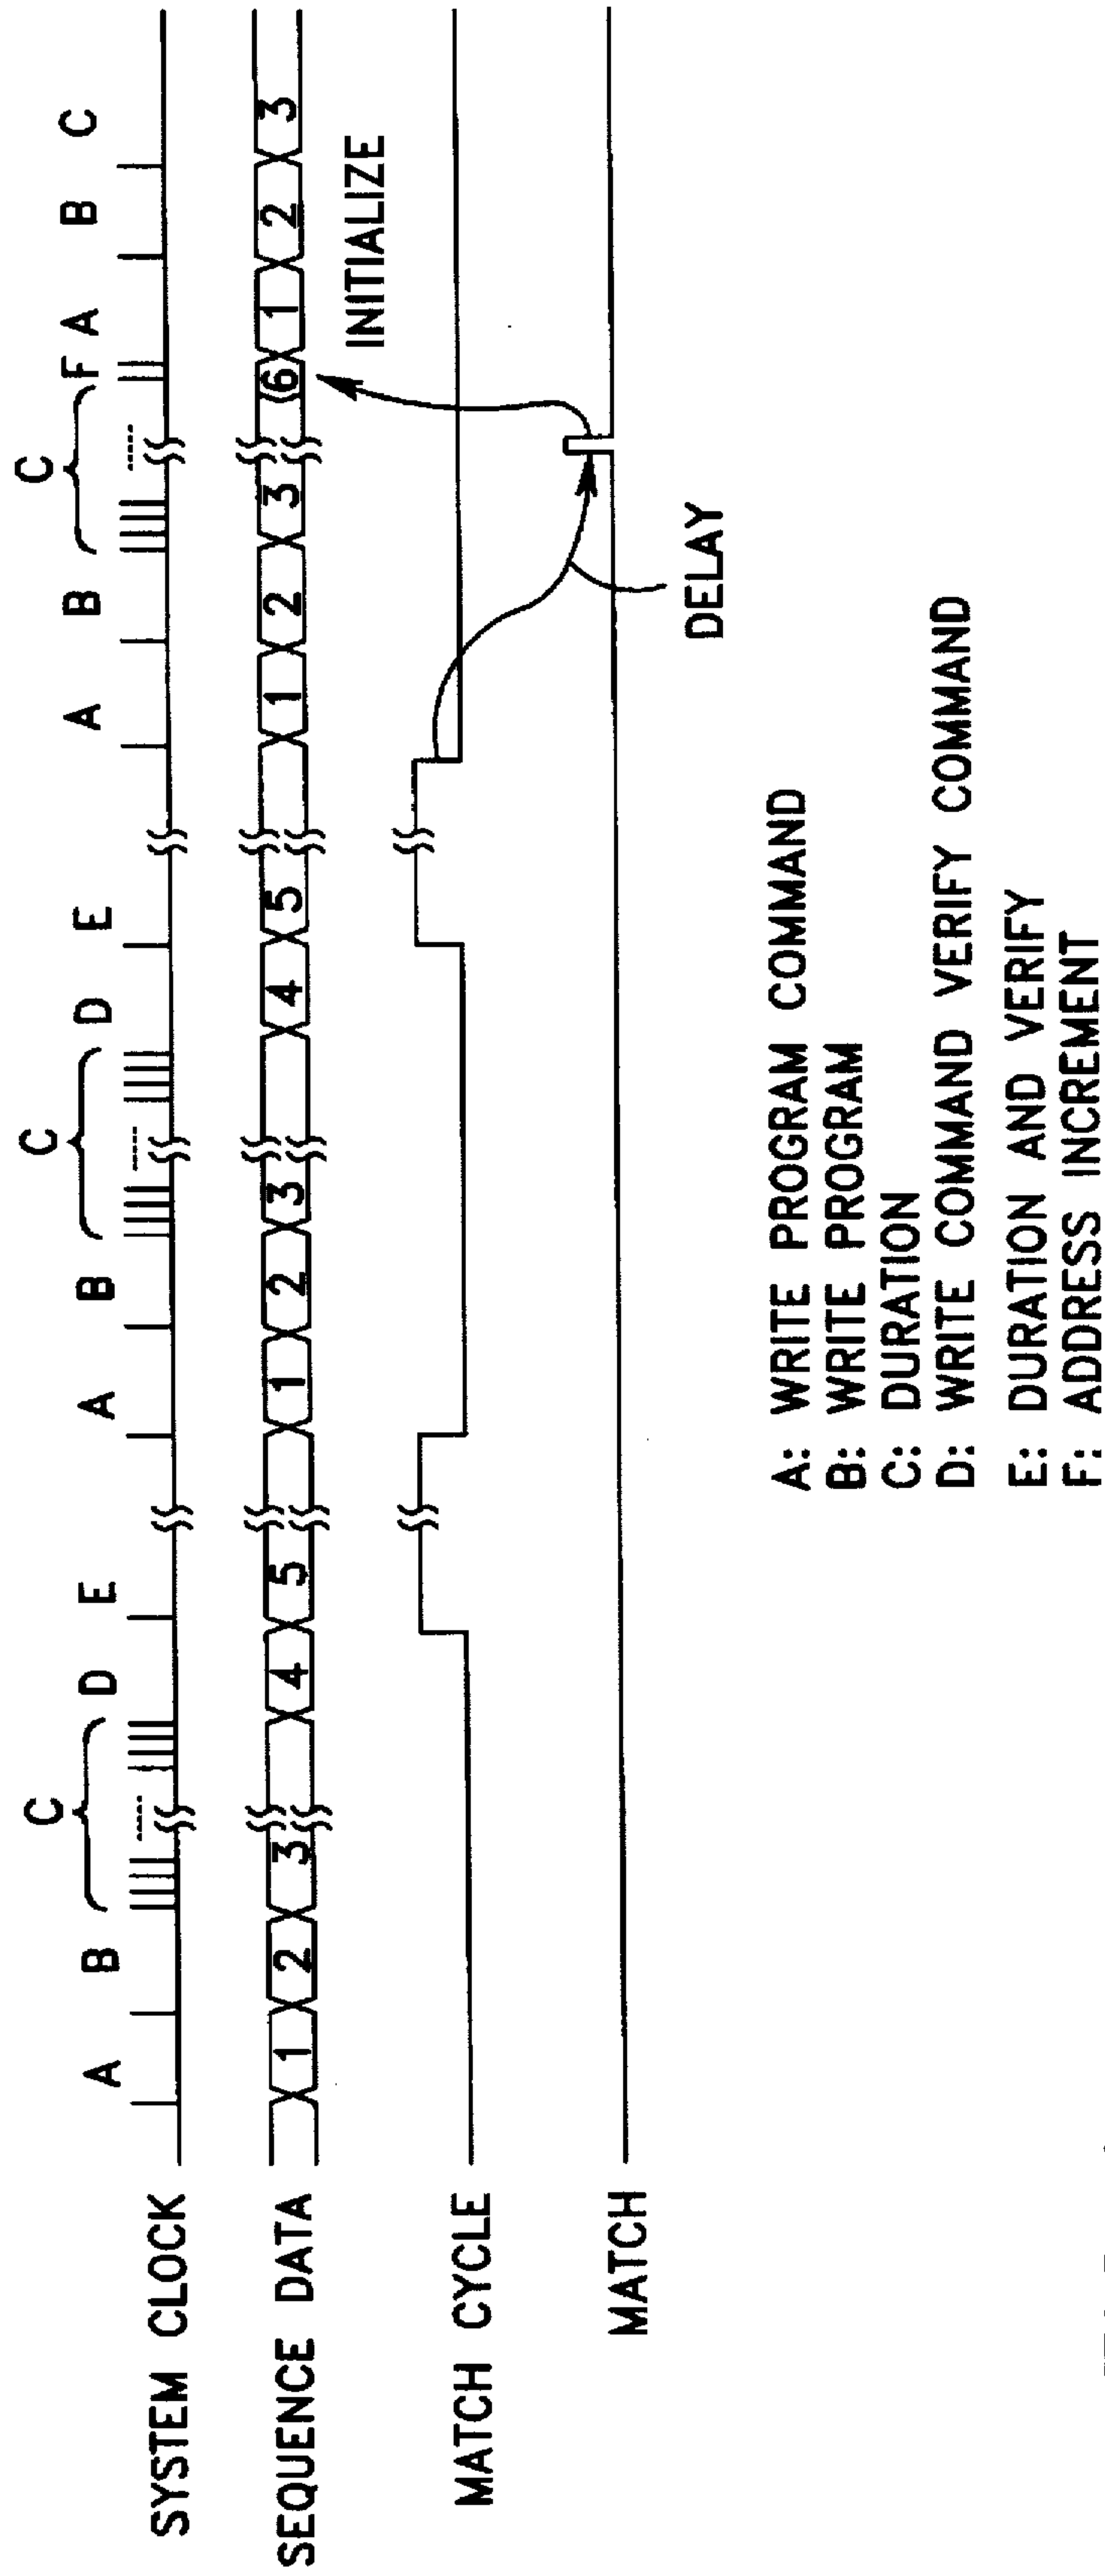 C C C
A B D E A B D E A B F A B C
SYSTEM CLOCK
SEQUENCE DATA 1 2 3 4 5 1 2 3 4 5 1 2 3 6 1 2 3
INITIALIZE
MATCH CYCLE
MATCH
DELAY
A: WRITE PROGRAM COMMAND
B: WRITE PROGRAM
C: DURATION
D: WRITE COMMAND VERIFY COMMAND
E: DURATION AND VERIFY
F: ADDRESS INCREMENT